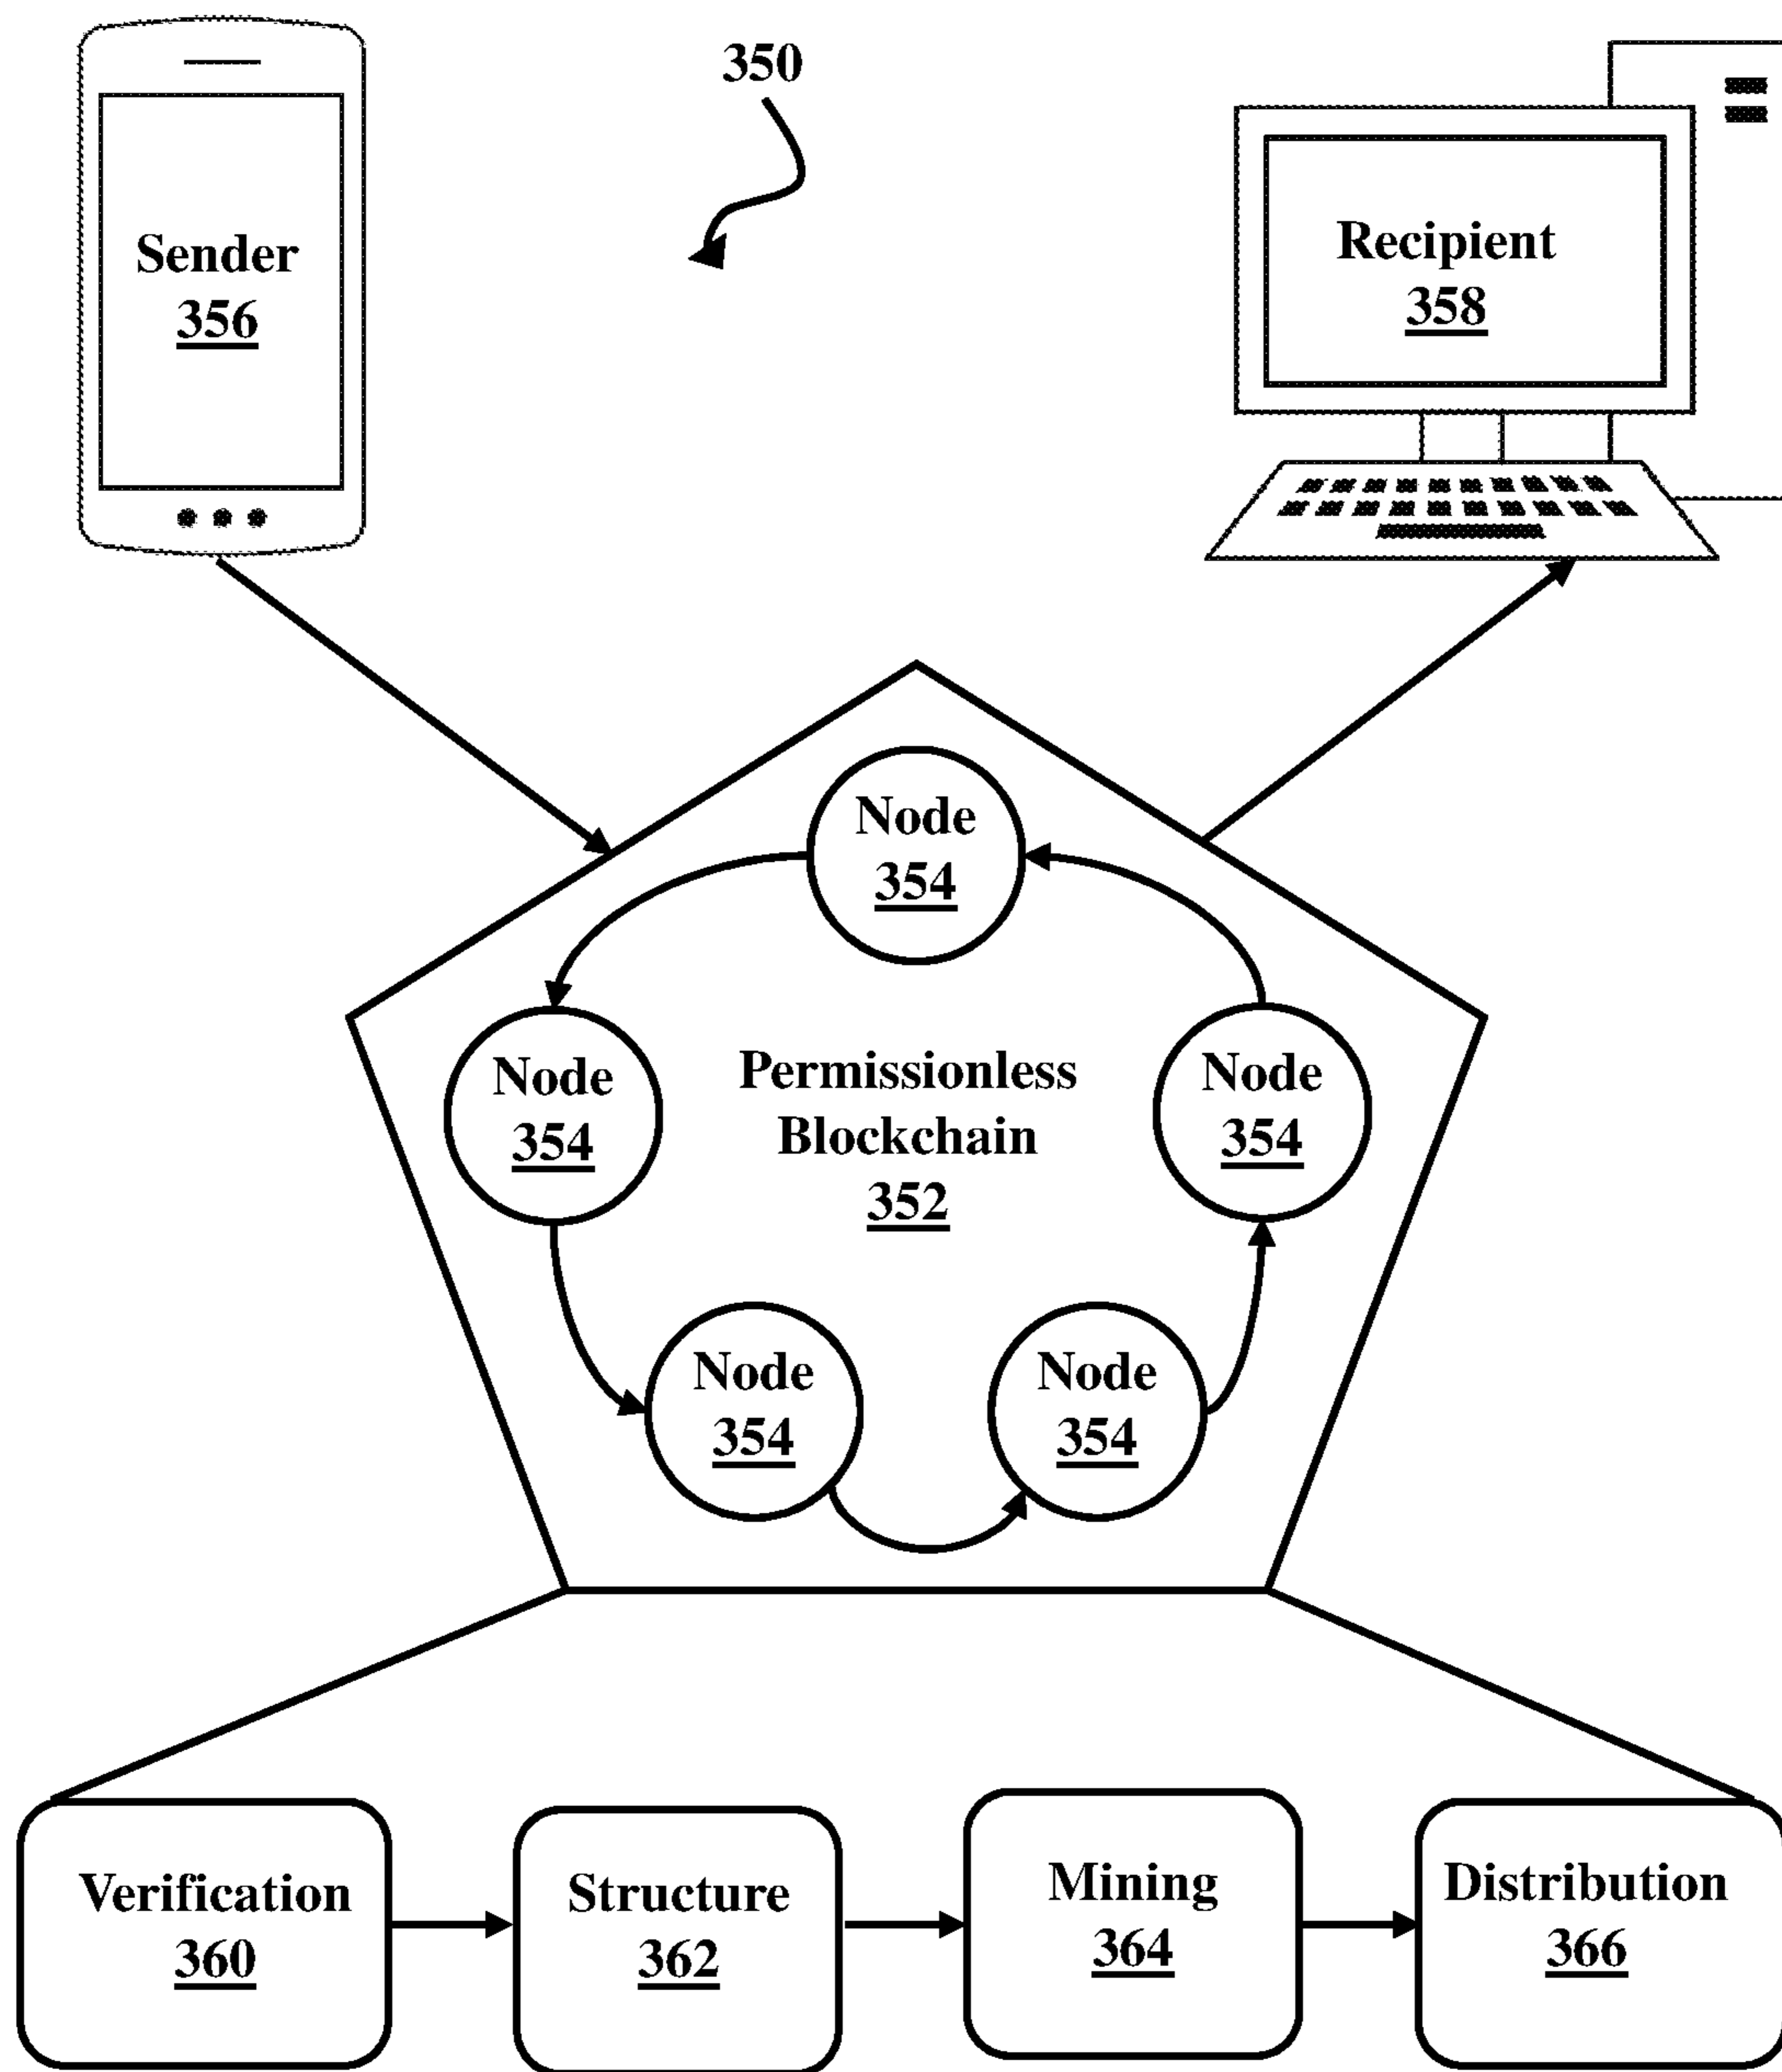 350
Sender
356
Recipient
358
Node
354
Node
354
Permissionless
Blockchain
352
Node
354
Node
354
Node
354
Verification
360
Structure
362
Mining
364
Distribution
366